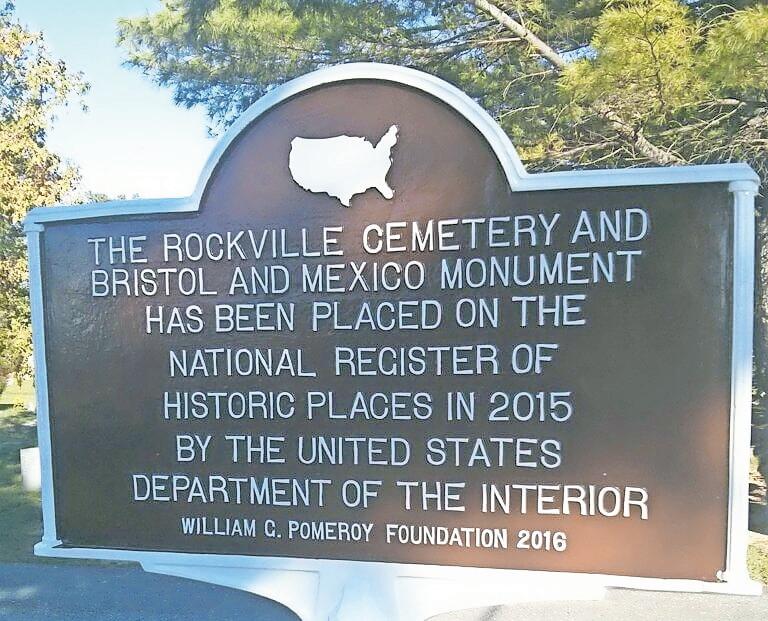 THE ROCKVILLE CEMETERY AND
BRISTOL AND MEXICO MONUMENT
HAS BEEN PLACED ON THE
NATIONAL REGISTER OF
HISTORIC PLACES IN 2015
BY THE UNITED STATES
DEPARTMENT OF THE INTERIOR
WILLIAM G. POMEROY FOUNDATION 2016